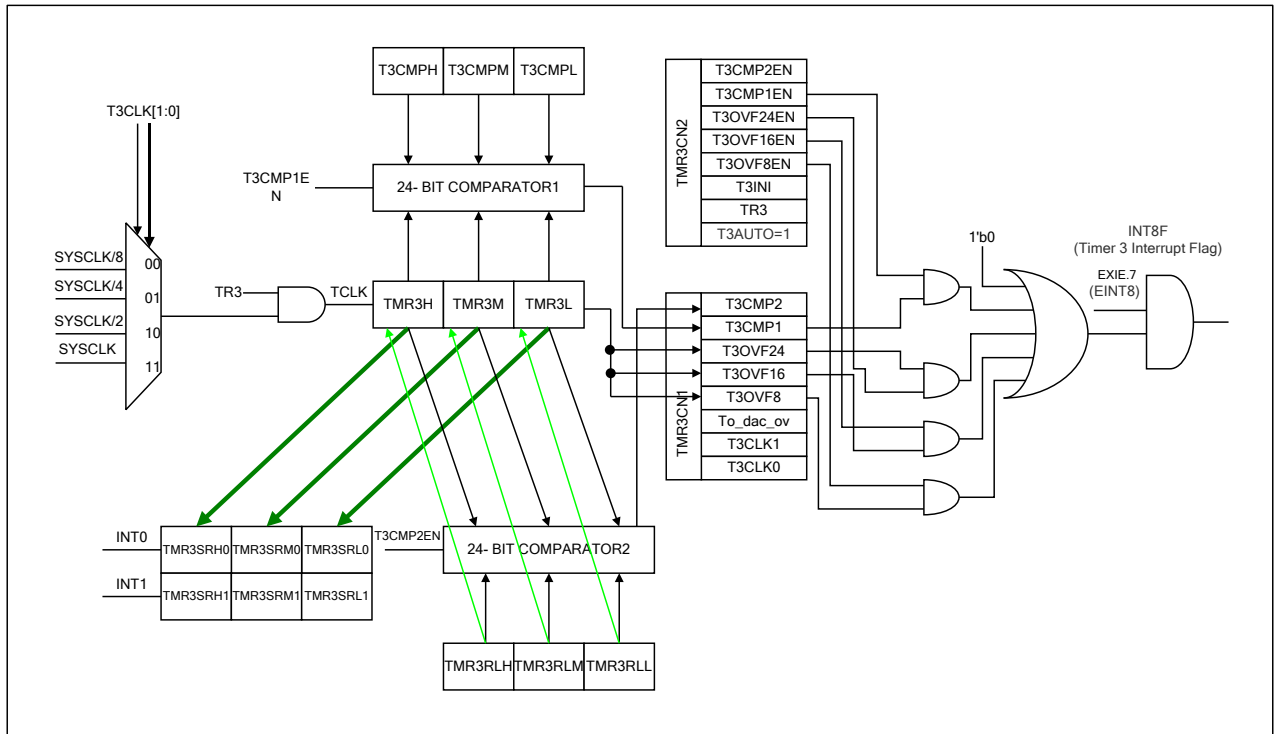 T3CMPH T3CMPM T3CMPL
T3CLK[1:0]
T3CMP1E
N
24- BIT COMPARATOR1
SYSCLK/8
SYSCLK/4
SYSCLK/2
SYSCLK
00
01
10
11
TR3
TCLK
TMR3H TMR3M TMR3L
INT0
INT1
TMR3SRH0 TMR3SRM0 TMR3SRL0
TMR3SRH1 TMR3SRM1 TMR3SRL1
T3CMP2EN
24- BIT COMPARATOR2
TMR3RLH TMR3RLM TMR3RLL
TMR3CN2
T3CMP2EN
T3CMP1EN
T3OVF24EN
T3OVF16EN
T3OVF8EN
T3INI
TR3
T3AUTO=1
TMR3CN1
T3CMP2
T3CMP1
T3OVF24
T3OVF16
T3OVF8
To_dac_ov
T3CLK1
T3CLK0
1'b0
INT8F
(Timer 3 Interrupt Flag)
EXIE.7
(EINT8)